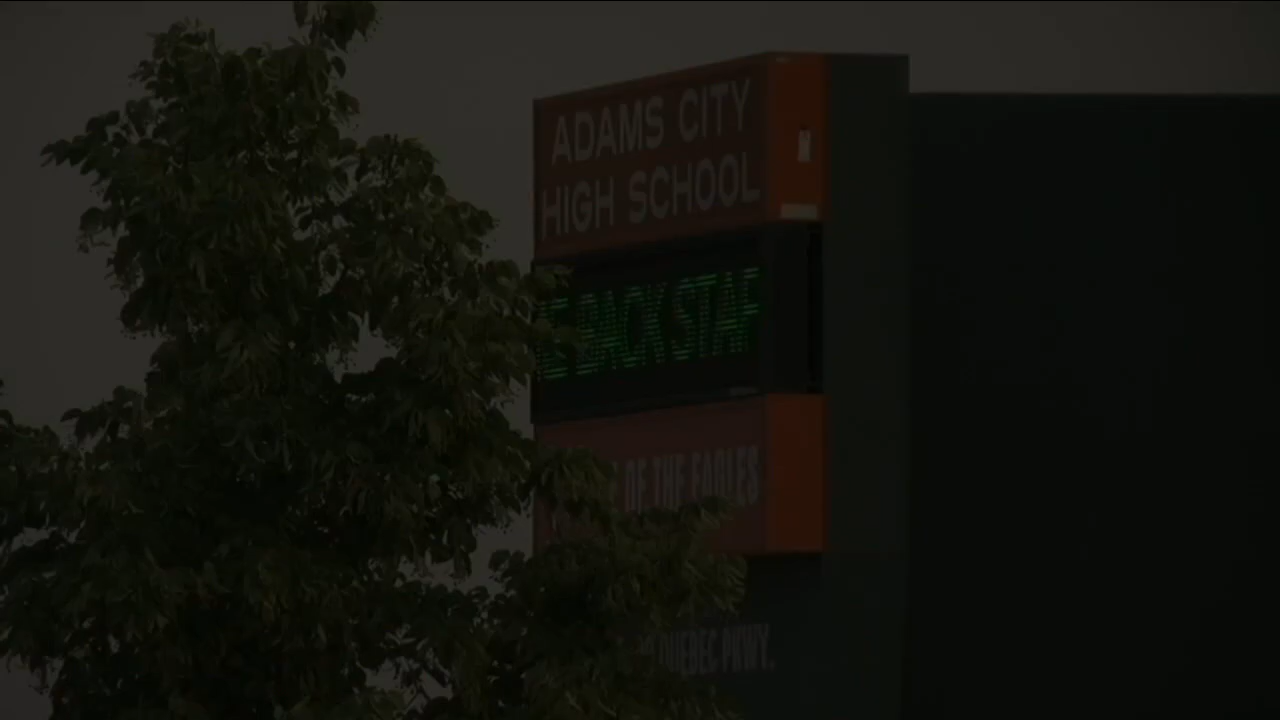 ADAMS CITY
HIGH SCHOOL
BACK STAF
OF THE EAGLES
QUEBEC PKWY.